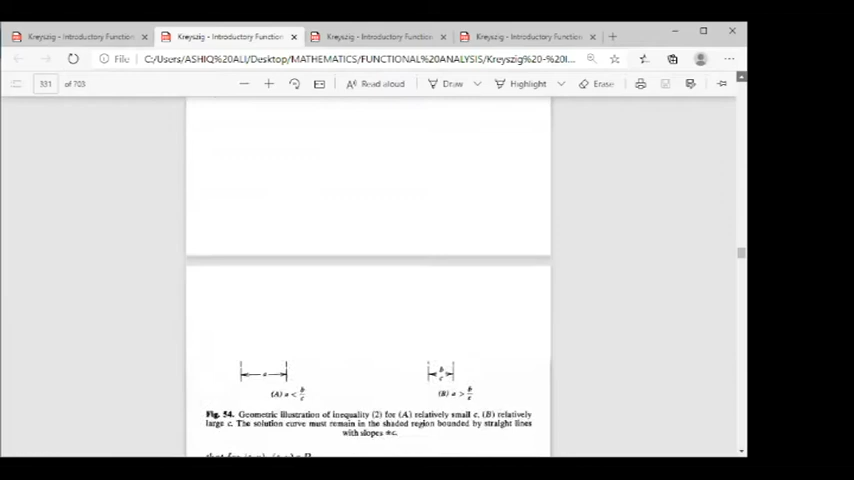 Kreyszig - Introductory Function
Kreyszig - Introductory Function
Kreyszig - Introductory Function
Kreyszig - Introductory Function
File
C:/Users/ASHIQ%20ALI/Desktop/MATHEMATICS/FUNCTIONAL%20ANALYSIS/Kreyszig%20-%20I...
331 of 703
Read aloud
Draw
Highlight
Erase
a
b/c
(A) a < b/c
(B) a > b/c
Fig. 54. Geometric illustration of inequality (2) for (A) relatively small c, (B) relatively
large c. The solution curve must remain in the shaded region bounded by straight lines
with slopes ±c.